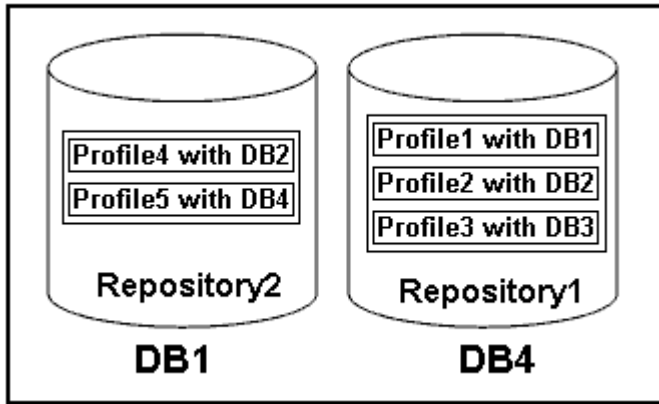 Profile4 with DB2
Profile5 with DB4
Repository2
DB1
Profile1 with DB1
Profile2 with DB2
Profile3 with DB3
Repository1
DB4